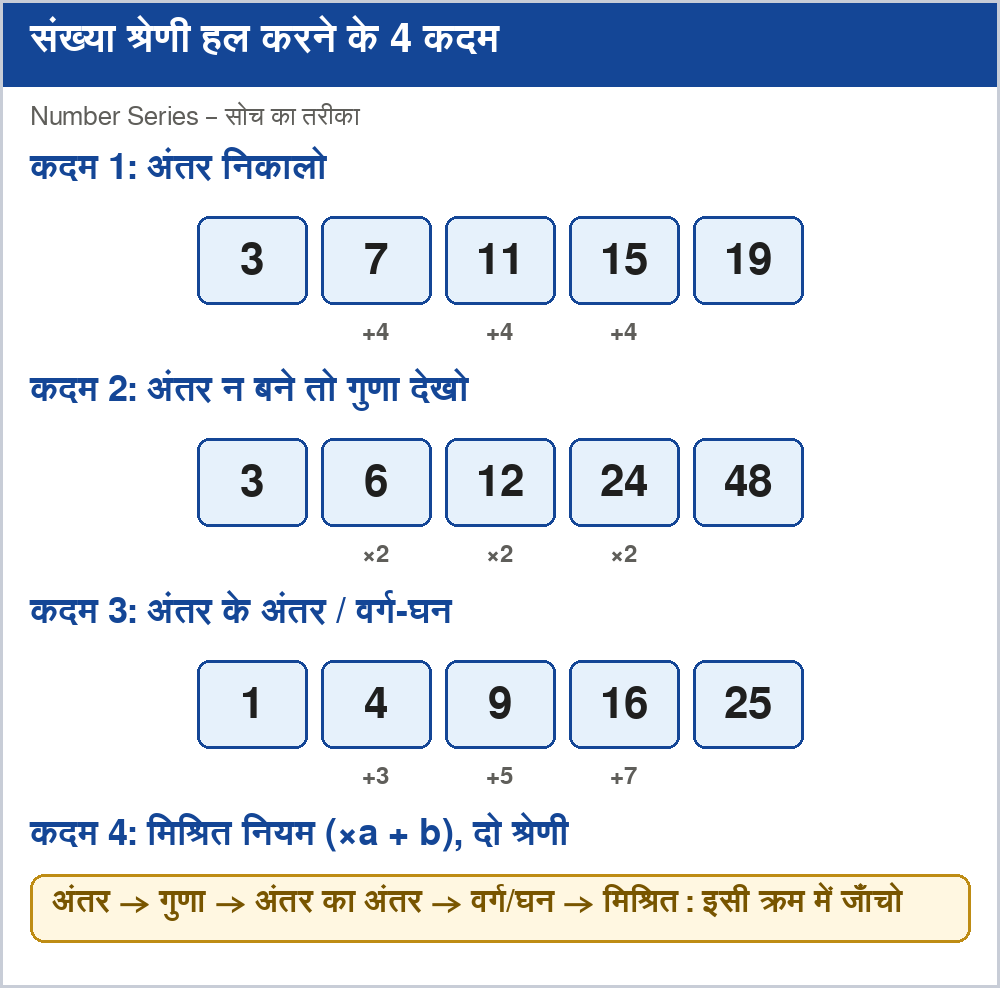 संख्या श्रेणी हल करने के 4 कदम
Number Series – सोच का तरीका
कदम 1: अंतर निकालो
3 7 11 15 19
+4 +4 +4
कदम 2: अंतर न बने तो गुणा देखो
3 6 12 24 48
×2 ×2 ×2
कदम 3: अंतर के अंतर / वर्ग-घन
1 4 9 16 25
+3 +5 +7
कदम 4: मिश्रित नियम (×a + b), दो श्रेणी
अंतर → गुणा → अंतर का अंतर → वर्ग/घन → मिश्रित : इसी क्रम में जाँचो